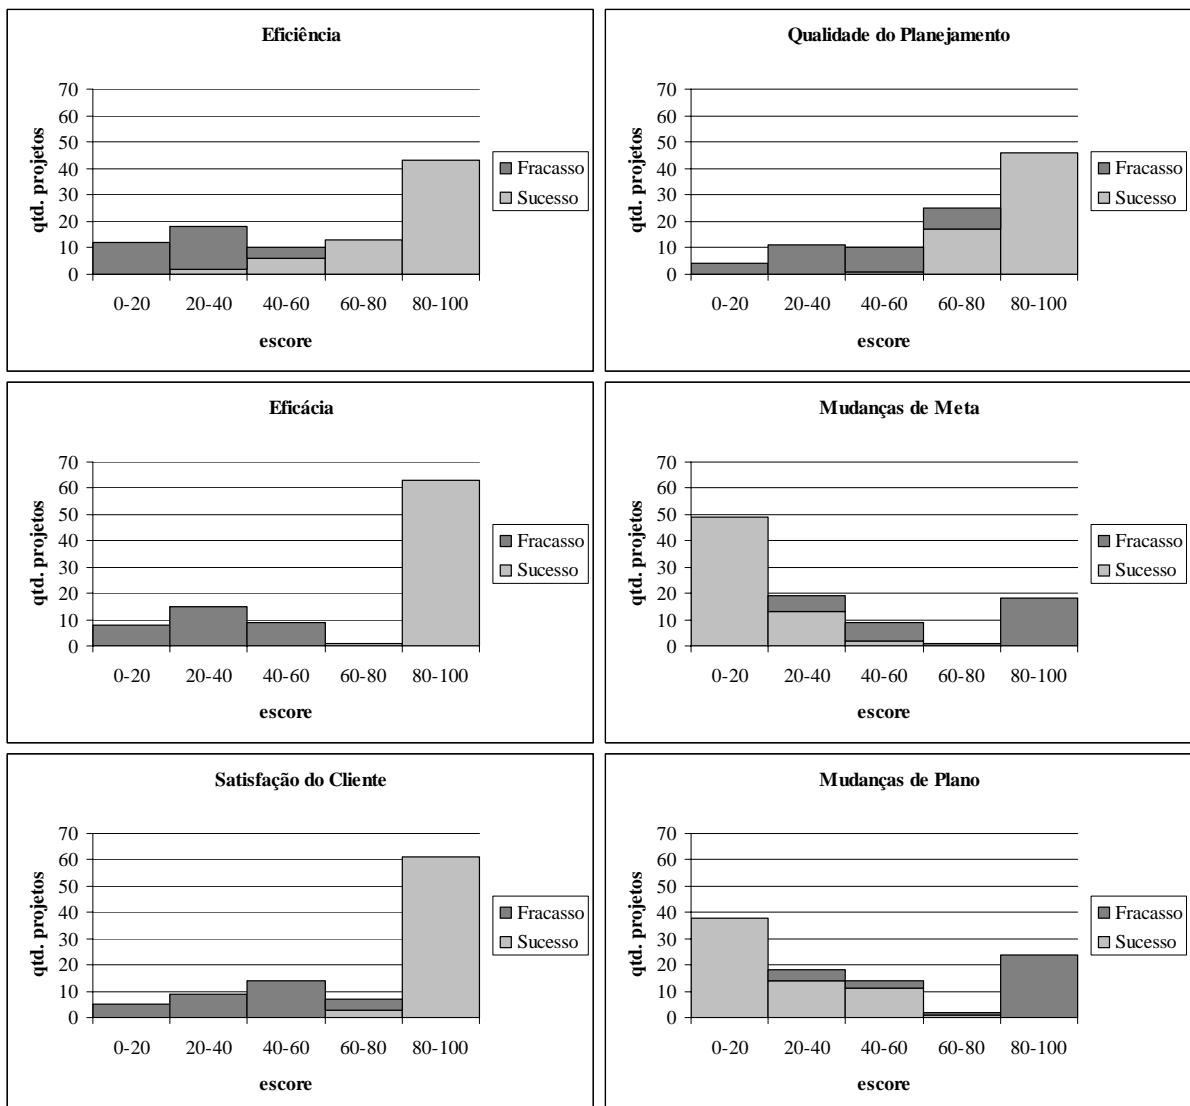 Eficiência
qtd. projetos
70
60
50
40
30
20
10
0
0-20 20-40 40-60 60-80 80-100
escore
Fracasso
Sucesso
Qualidade do Planejamento
qtd. projetos
70
60
50
40
30
20
10
0
0-20 20-40 40-60 60-80 80-100
escore
Fracasso
Sucesso
Eficácia
qtd. projetos
70
60
50
40
30
20
10
0
0-20 20-40 40-60 60-80 80-100
escore
Fracasso
Sucesso
Mudanças de Meta
qtd. projetos
70
60
50
40
30
20
10
0
0-20 20-40 40-60 60-80 80-100
escore
Fracasso
Sucesso
Satisfação do Cliente
qtd. projetos
70
60
50
40
30
20
10
0
0-20 20-40 40-60 60-80 80-100
escore
Fracasso
Sucesso
Mudanças de Plano
qtd. projetos
70
60
50
40
30
20
10
0
0-20 20-40 40-60 60-80 80-100
escore
Fracasso
Sucesso